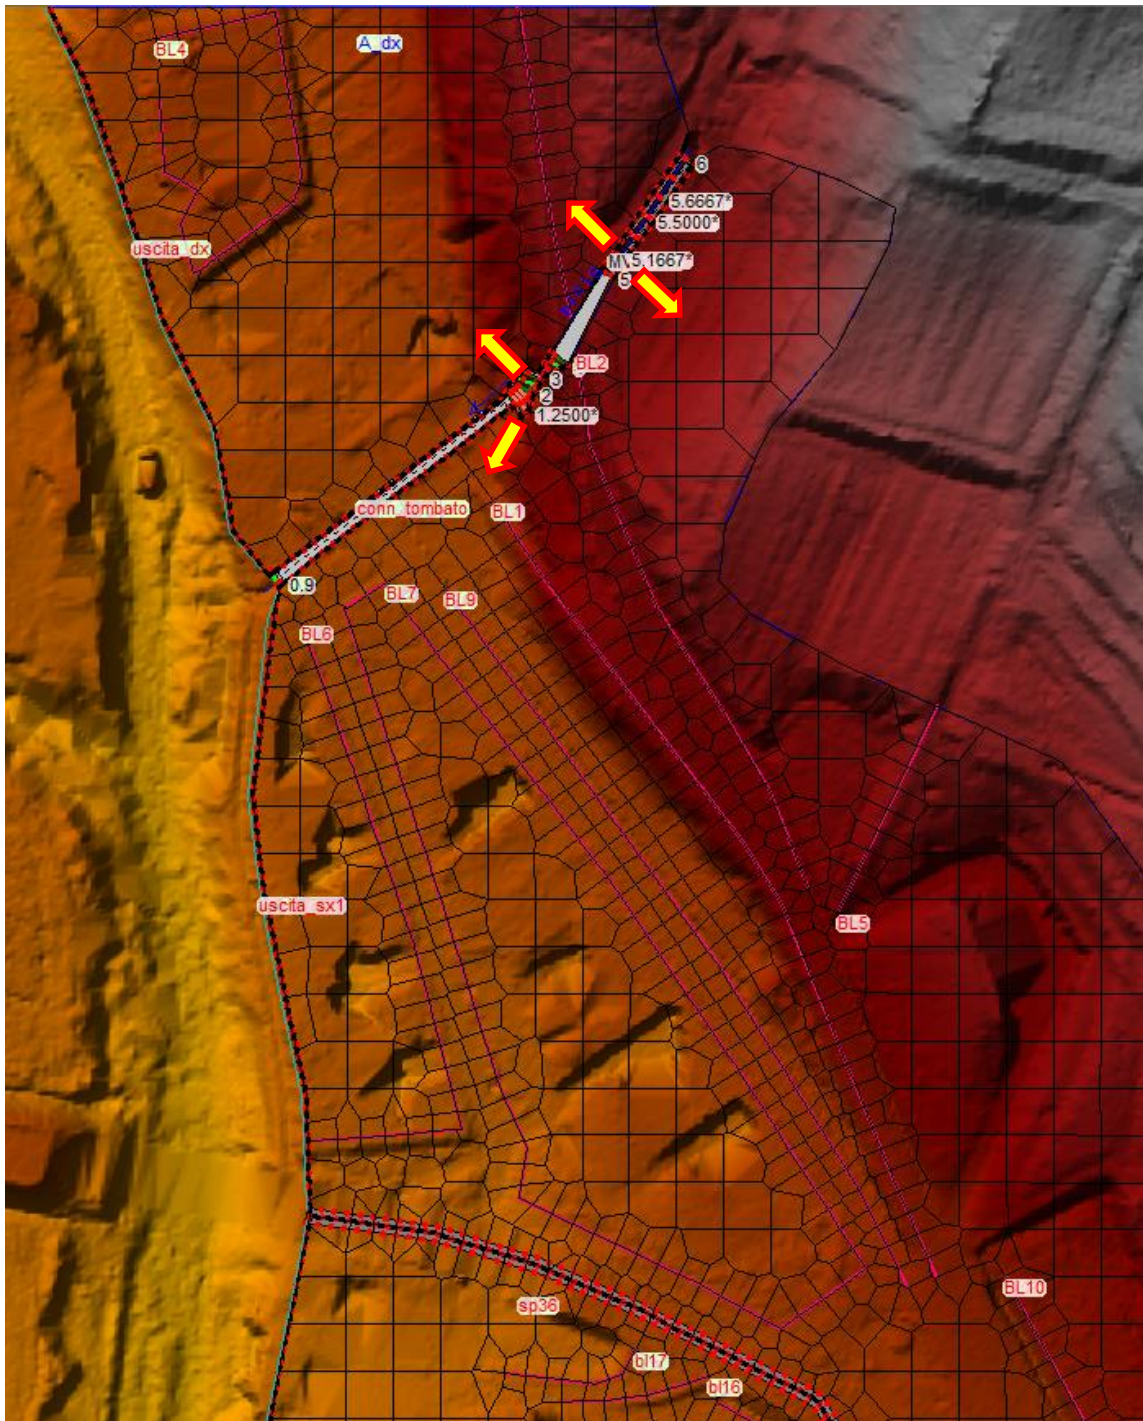 BL4
A_dx
6
5.6667*
5.5000*
uscita_dx
5.1667*
5
BL2
3
2
1.2500*
conn_tombato
BL1
0.9
BL7
BL9
BL6
uscita_sx1
BL5
BL10
sp36
bl17
bl16